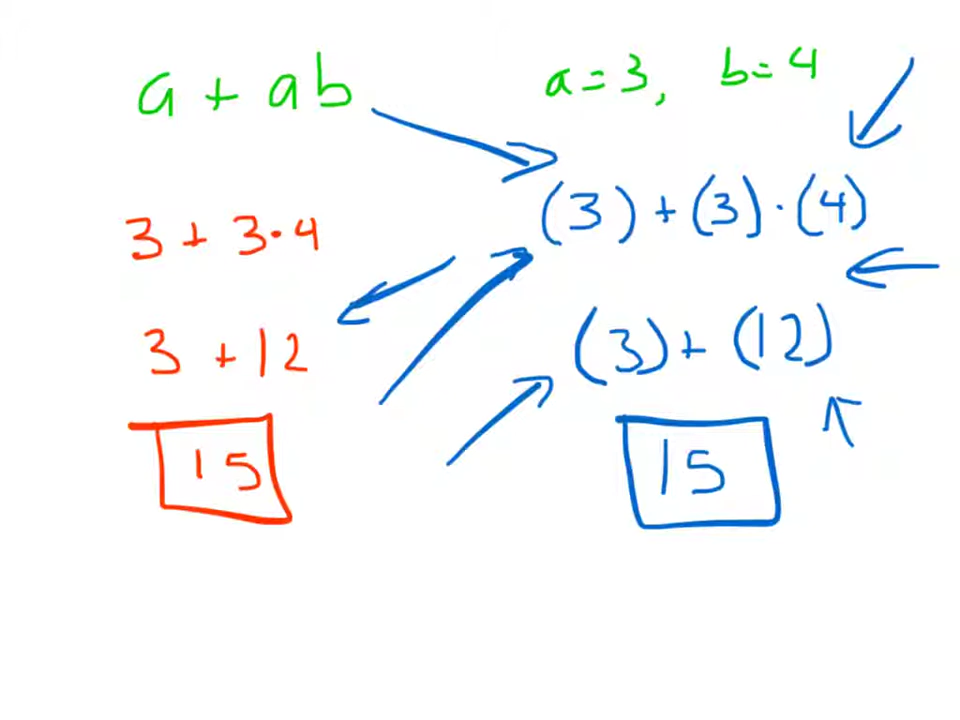 a + ab
a = 3, b = 4
3 + 3·4
3 + 12
15
(3) + (3)·(4)
(3) + (12)
15